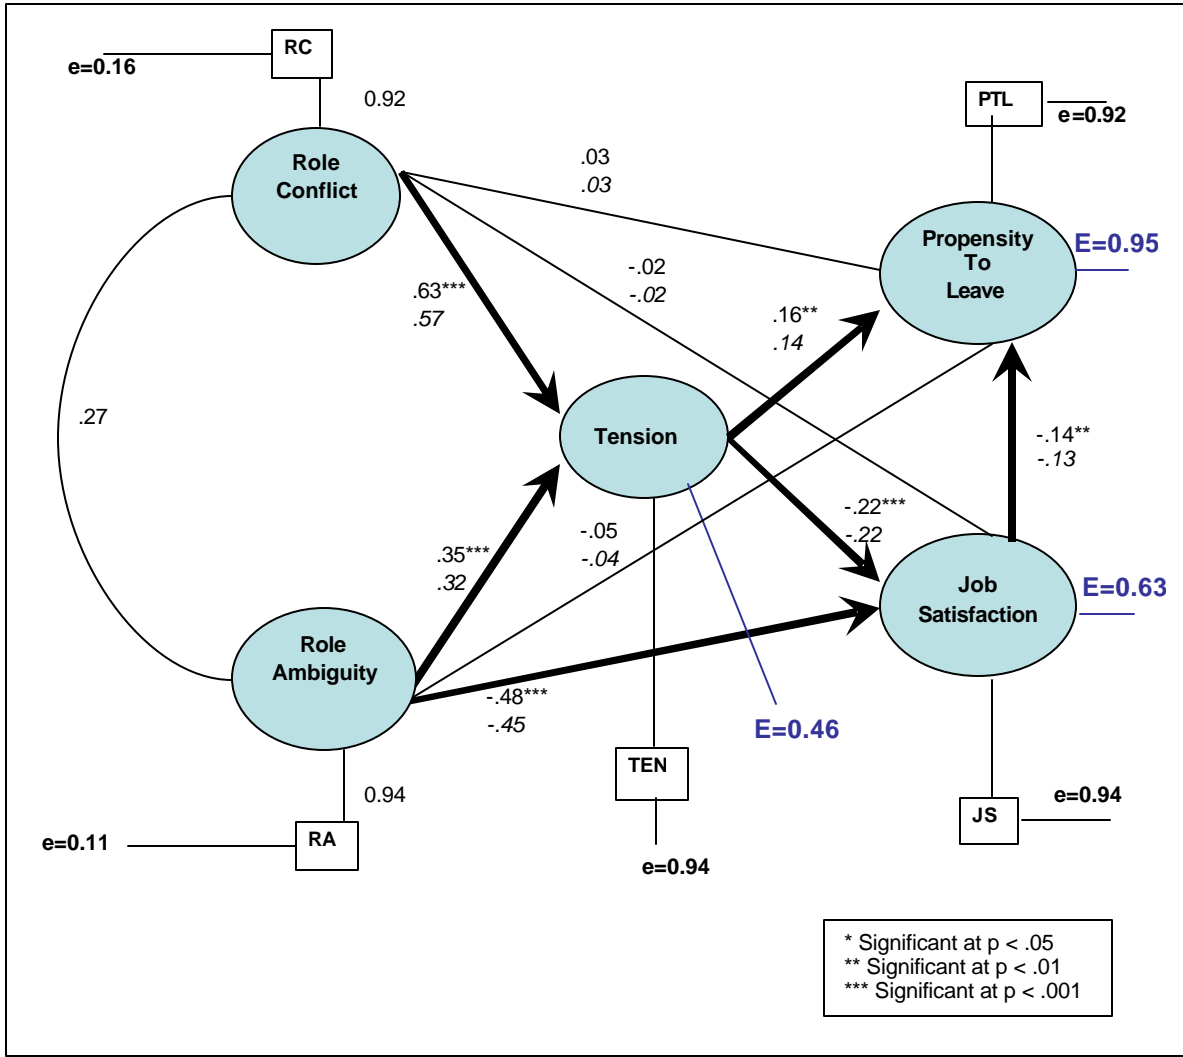 RC
e=0.16
0.92
PTL
e=0.92
Role
Conflict
.03
.03
Propensity
To
Leave
E=0.95
-.02
-.02
.63***
.57
.16**
.14
.27
Tension
-.14**
-.13
-.22***
-.22
-.05
-.04
.35***
.32
Job
Satisfaction
E=0.63
Role
Ambiguity
-.48***
-.45
E=0.46
TEN
0.94
e=0.94
JS
RA
e=0.11
e=0.94
* Significant at p < .05
** Significant at p < .01
*** Significant at p < .001